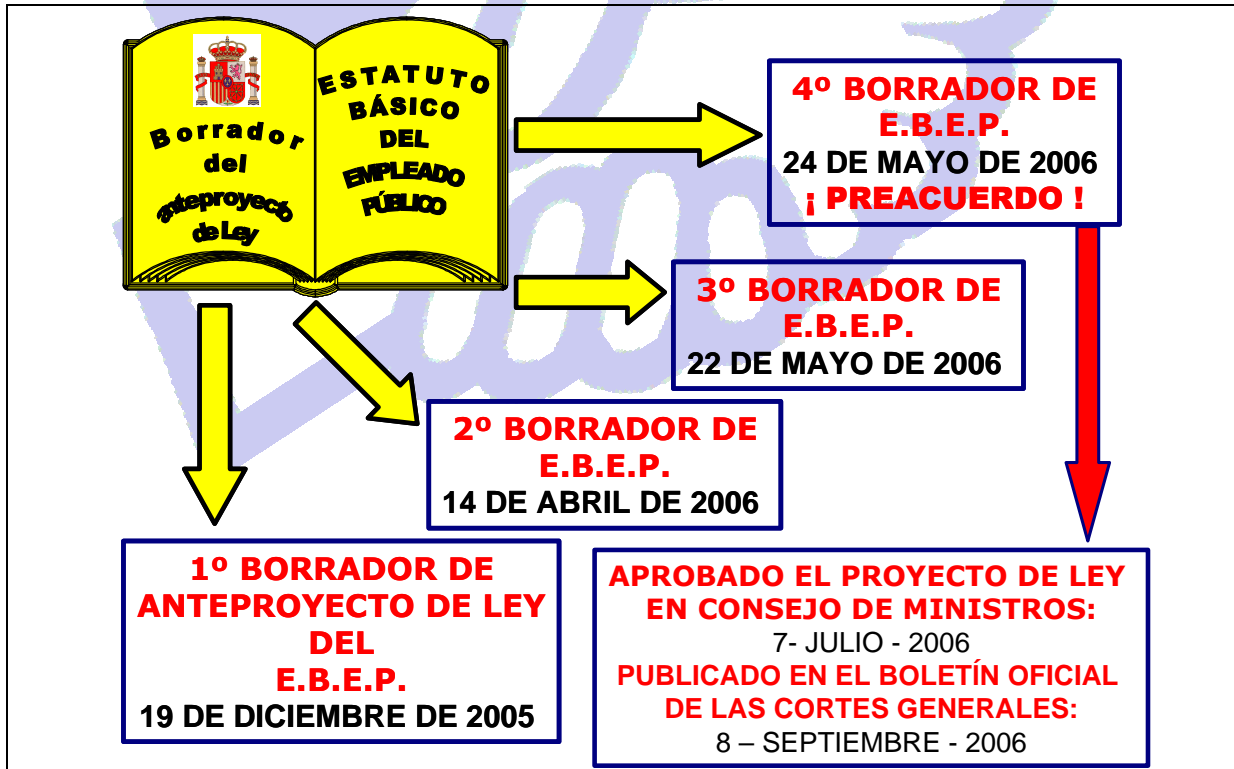 Borrador
del
anteproyecto
de Ley
ESTATUTO
BÁSICO
DEL
EMPLEADO
PÚBLICO
4º BORRADOR DE
E.B.E.P.
24 DE MAYO DE 2006
¡ PREACUERDO !
3º BORRADOR DE
E.B.E.P.
22 DE MAYO DE 2006
2º BORRADOR DE
E.B.E.P.
14 DE ABRIL DE 2006
1º BORRADOR DE
ANTEPROYECTO DE LEY
DEL
E.B.E.P.
19 DE DICIEMBRE DE 2005
APROBADO EL PROYECTO DE LEY
EN CONSEJO DE MINISTROS:
7- JULIO - 2006
PUBLICADO EN EL BOLETÍN OFICIAL
DE LAS CORTES GENERALES:
8 – SEPTIEMBRE - 2006